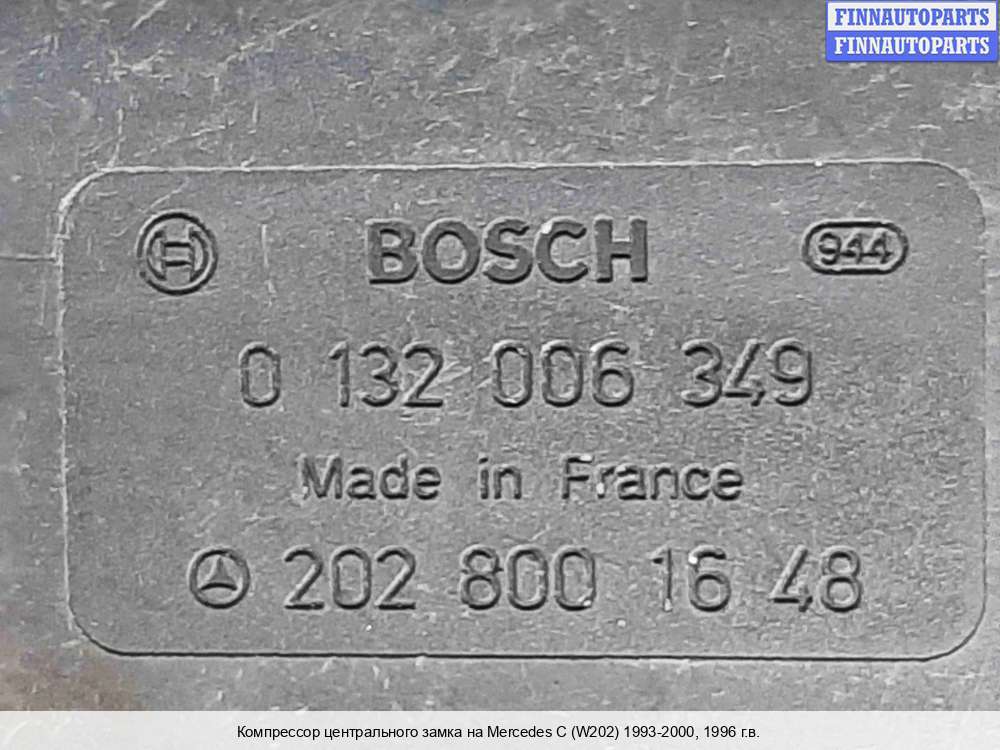 FINNAUTOPARTS
FINNAUTOPARTS
BOSCH 944
0 132 006 349
Made in France
202 800 16 48
Компрессор центрального замка на Mercedes C (W202) 1993-2000, 1996 г.в.